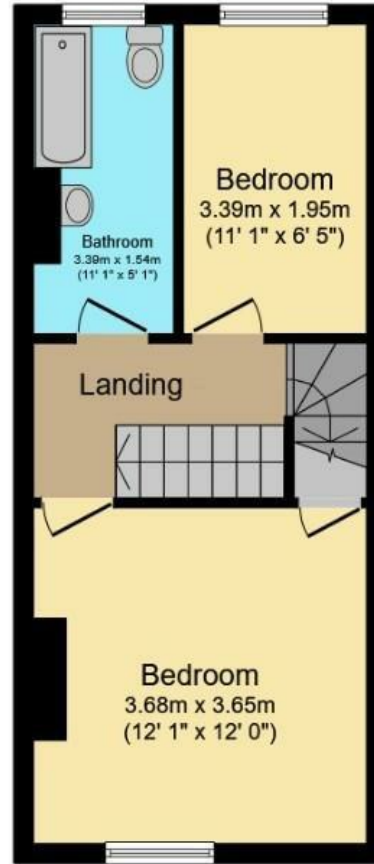 Bedroom
3.39m x 1.95m
(11' 1" x 6' 5")
Bathroom
3.39m x 1.54m
(11' 1" x 5' 1")
Landing
Bedroom
3.68m x 3.65m
(12' 1" x 12' 0")